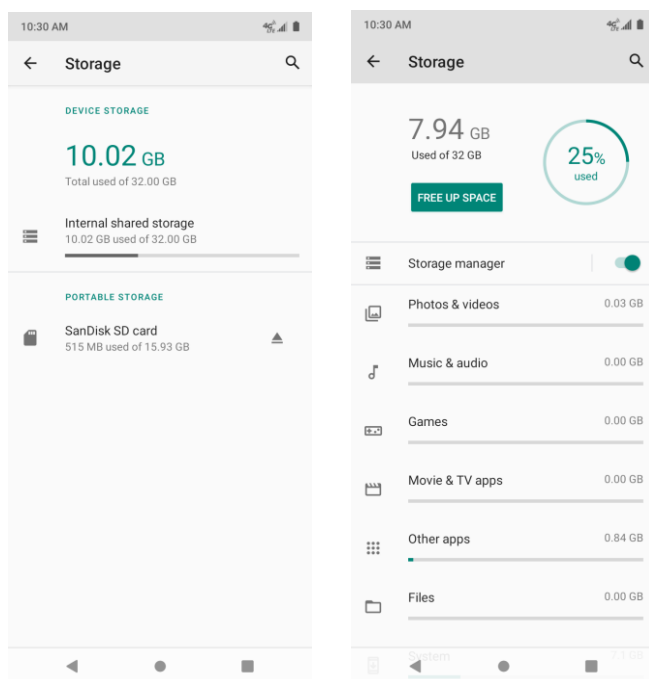 10:30 AM
Storage
DEVICE STORAGE
10.02 GB
Total used of 32.00 GB
Internal shared storage
10.02 GB used of 32.00 GB
PORTABLE STORAGE
SanDisk SD card
515 MB used of 15.93 GB
10:30 AM
Storage
7.94 GB
Used of 32 GB
25%
used
FREE UP SPACE
Storage manager
Photos & videos 0.03 GB
Music & audio 0.00 GB
Games 0.00 GB
Movie & TV apps 0.00 GB
Other apps 0.84 GB
Files 0.00 GB
System 7.1 GB